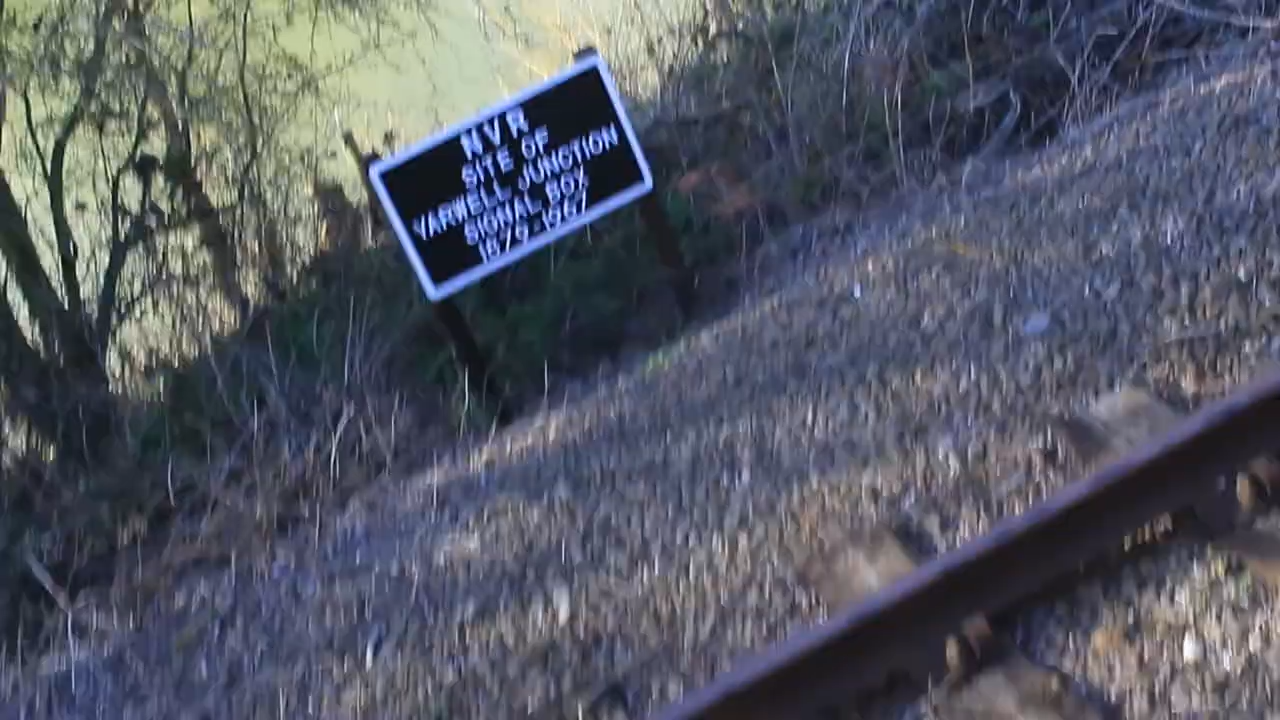 NVR
SITE OF
YARWELL JUNCTION
SIGNAL BOX
1879-1967